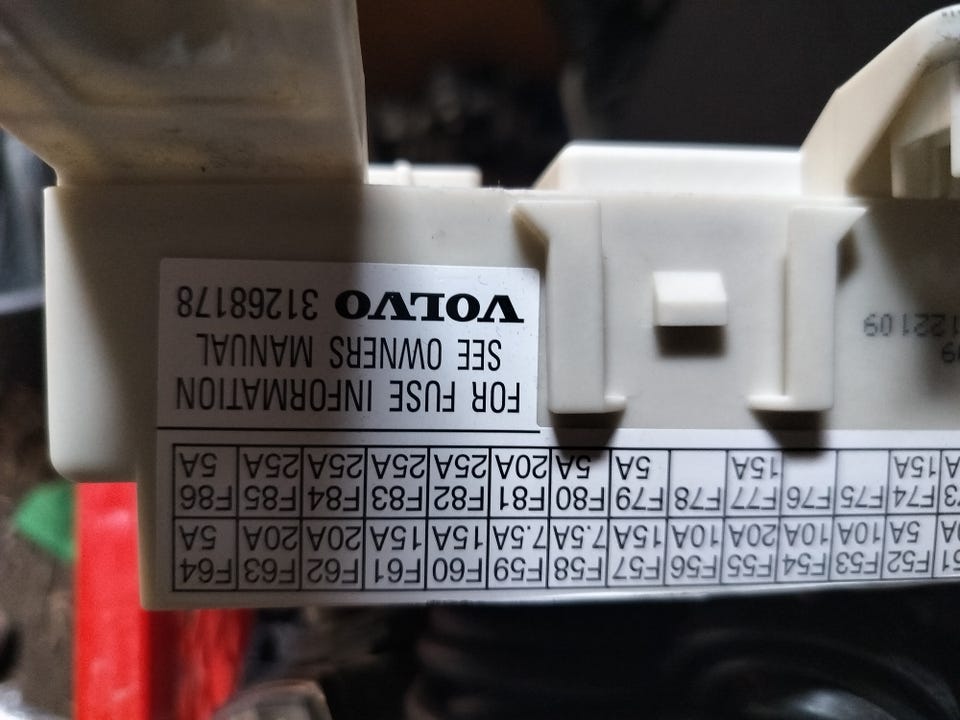 F52 F53 F54 F55 F56 F57 F58 F59 F60 F61 F62 F63 F64
5A 10A 10A 20A 10A 15A 7.5A 7.5A 15A 15A 20A 20A 5A
F74 F75 F76 F77 F78 F79 F80 F81 F82 F83 F84 F85 F86
15A 15A 5A 5A 20A 25A 25A 25A 25A 5A
FOR FUSE INFORMATION
SEE OWNERS MANUAL
VOLVO 31268178